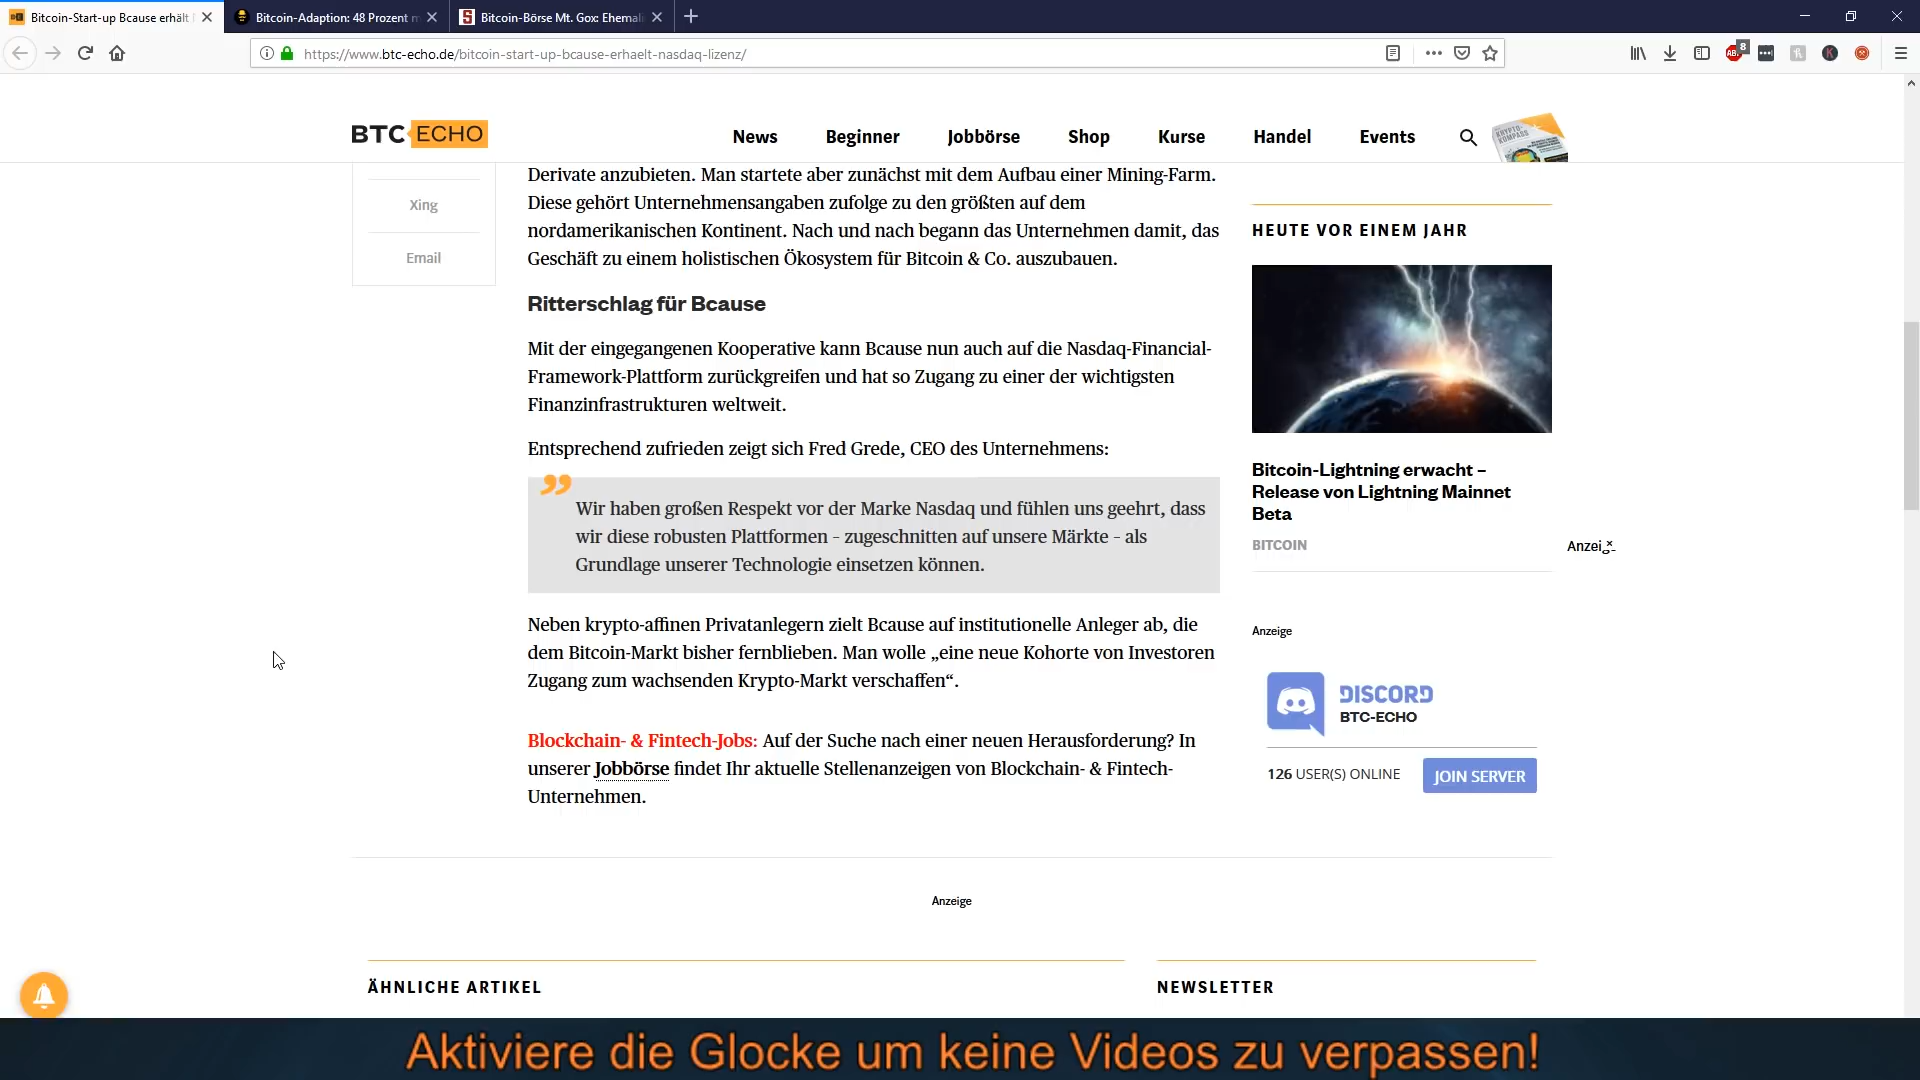 Bitcoin-Start-up Bcause erhält
Bitcoin-Adaption: 48 Prozent
Bitcoin-Börse Mt. Gox: Ehemali
https://www.btc-echo.de/bitcoin-start-up-bcause-erhaelt-nasdaq-lizenz/
8
BTC ECHO
News
Beginner
Jobbörse
Shop
Kurse
Handel
Events
KRYPTO-
KOMPASS
Xing
Email
Derivate anzubieten. Man startete aber zunächst mit dem Aufbau einer Mining-Farm.
Diese gehört Unternehmensangaben zufolge zu den größten auf dem
nordamerikanischen Kontinent. Nach und nach begann das Unternehmen damit, das
Geschäft zu einem holistischen Ökosystem für Bitcoin & Co. auszubauen.
Ritterschlag für Bcause
Mit der eingegangenen Kooperative kann Bcause nun auch auf die Nasdaq-Financial-
Framework-Plattform zurückgreifen und hat so Zugang zu einer der wichtigsten
Finanzinfrastrukturen weltweit.
Entsprechend zufrieden zeigt sich Fred Grede, CEO des Unternehmens:
”
Wir haben großen Respekt vor der Marke Nasdaq und fühlen uns geehrt, dass
wir diese robusten Plattformen – zugeschnitten auf unsere Märkte – als
Grundlage unserer Technologie einsetzen können.
Neben krypto-affinen Privatanlegern zielt Bcause auf institutionelle Anleger ab, die
dem Bitcoin-Markt bisher fernblieben. Man wolle „eine neue Kohorte von Investoren
Zugang zum wachsenden Krypto-Markt verschaffen“.
Blockchain- & Fintech-Jobs: Auf der Suche nach einer neuen Herausforderung? In
unserer Jobbörse findet Ihr aktuelle Stellenanzeigen von Blockchain- & Fintech-
Unternehmen.
HEUTE VOR EINEM JAHR
Bitcoin-Lightning erwacht –
Release von Lightning Mainnet
Beta
BITCOIN
Anzeige
DISCORD
BTC-ECHO
126 USER(S) ONLINE
JOIN SERVER
Anzeige
ÄHNLICHE ARTIKEL
NEWSLETTER
Aktiviere die Glocke um keine Videos zu verpassen!